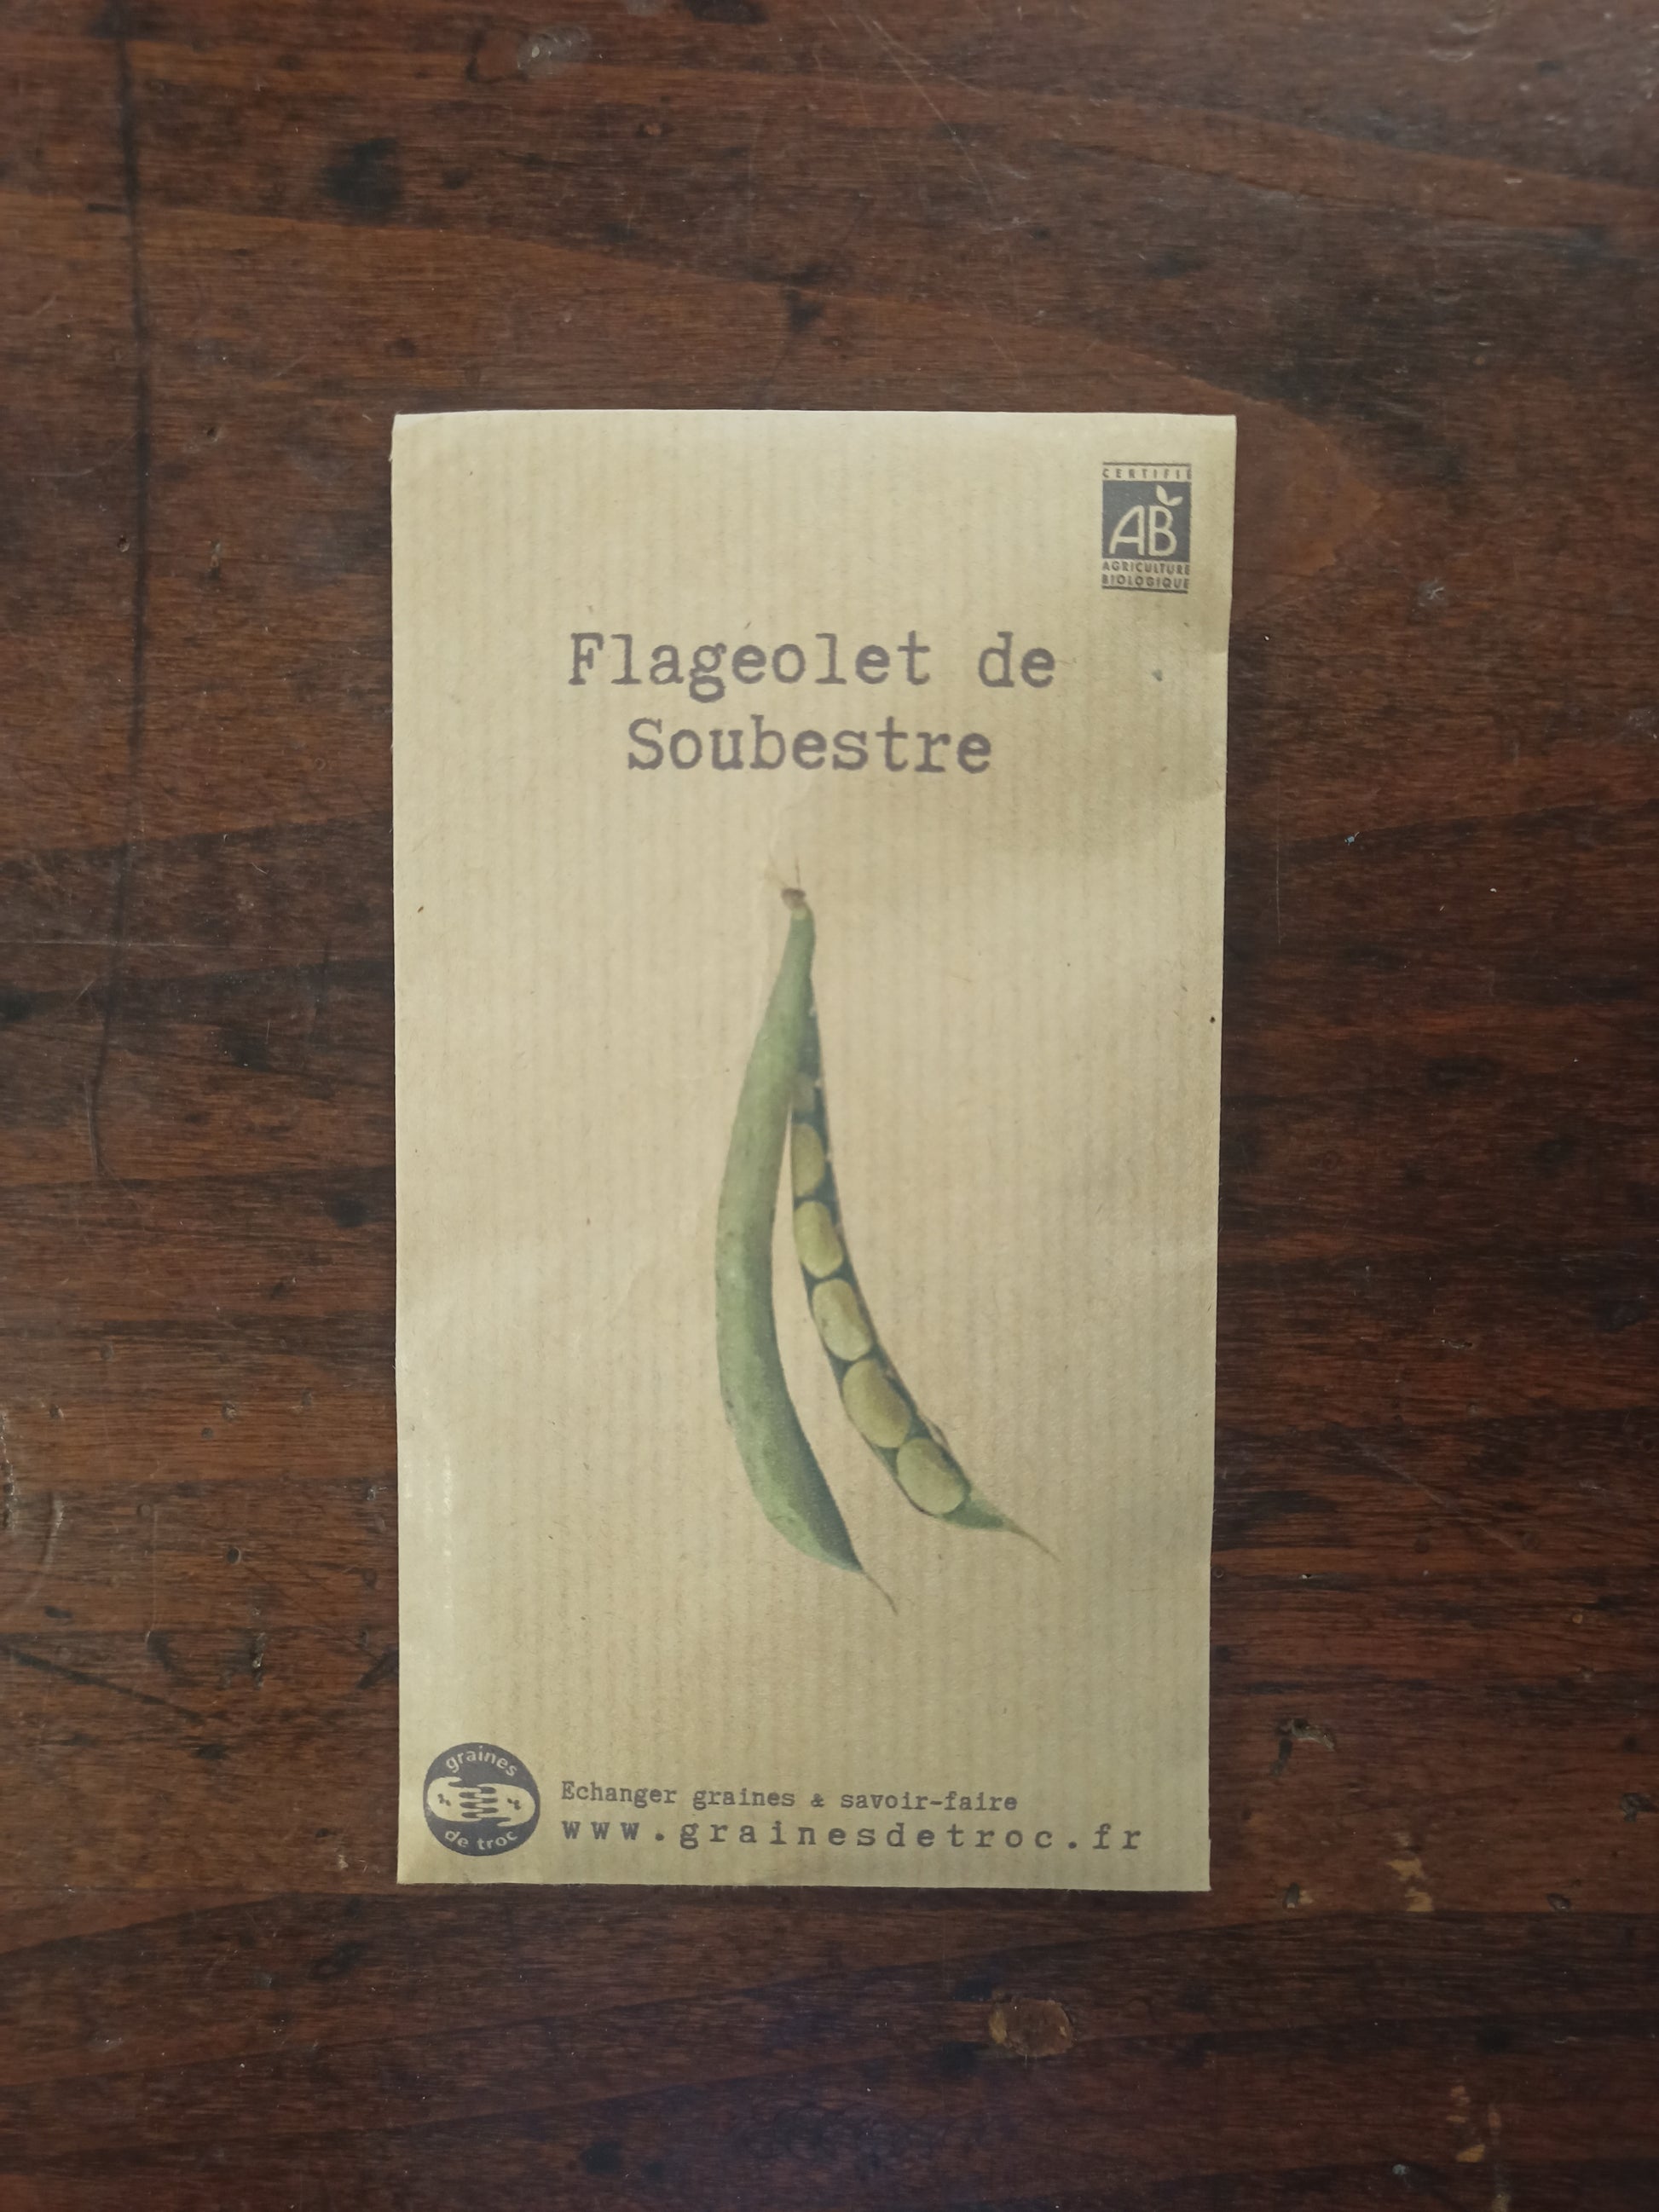 CERTIFIÉ
AB
AGRICULTURE
BIOLOGIQUE
Flageolet de
Soubestre
graines
de troc
Echanger graines & savoir-faire
www.grainesdetroc.fr